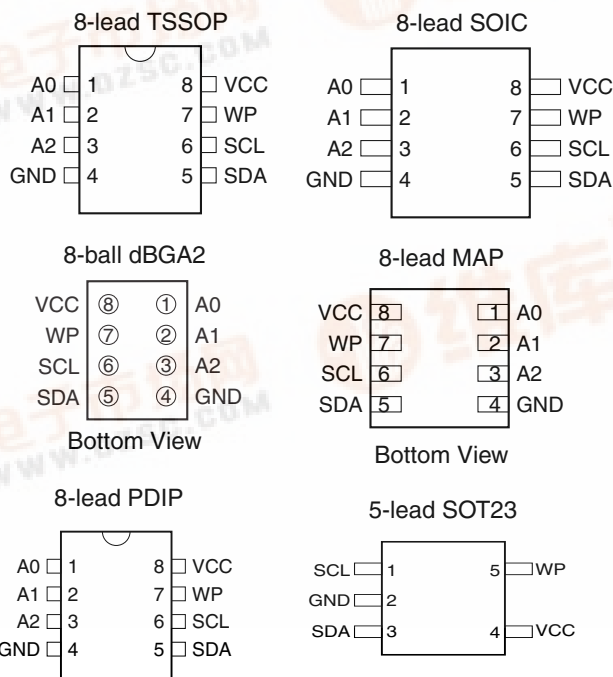 8-lead TSSOP
A0 1 8 VCC
A1 2 7 WP
A2 3 6 SCL
GND 4 5 SDA
8-lead SOIC
A0 1 8 VCC
A1 2 7 WP
A2 3 6 SCL
GND 4 5 SDA
8-ball dBGA2
VCC ⑧ ① A0
WP ⑦ ② A1
SCL ⑥ ③ A2
SDA ⑤ ④ GND
Bottom View
8-lead MAP
VCC 8 1 A0
WP 7 2 A1
SCL 6 3 A2
SDA 5 4 GND
Bottom View
8-lead PDIP
A0 1 8 VCC
A1 2 7 WP
A2 3 6 SCL
GND 4 5 SDA
5-lead SOT23
SCL 1 5 WP
GND 2
SDA 3 4 VCC